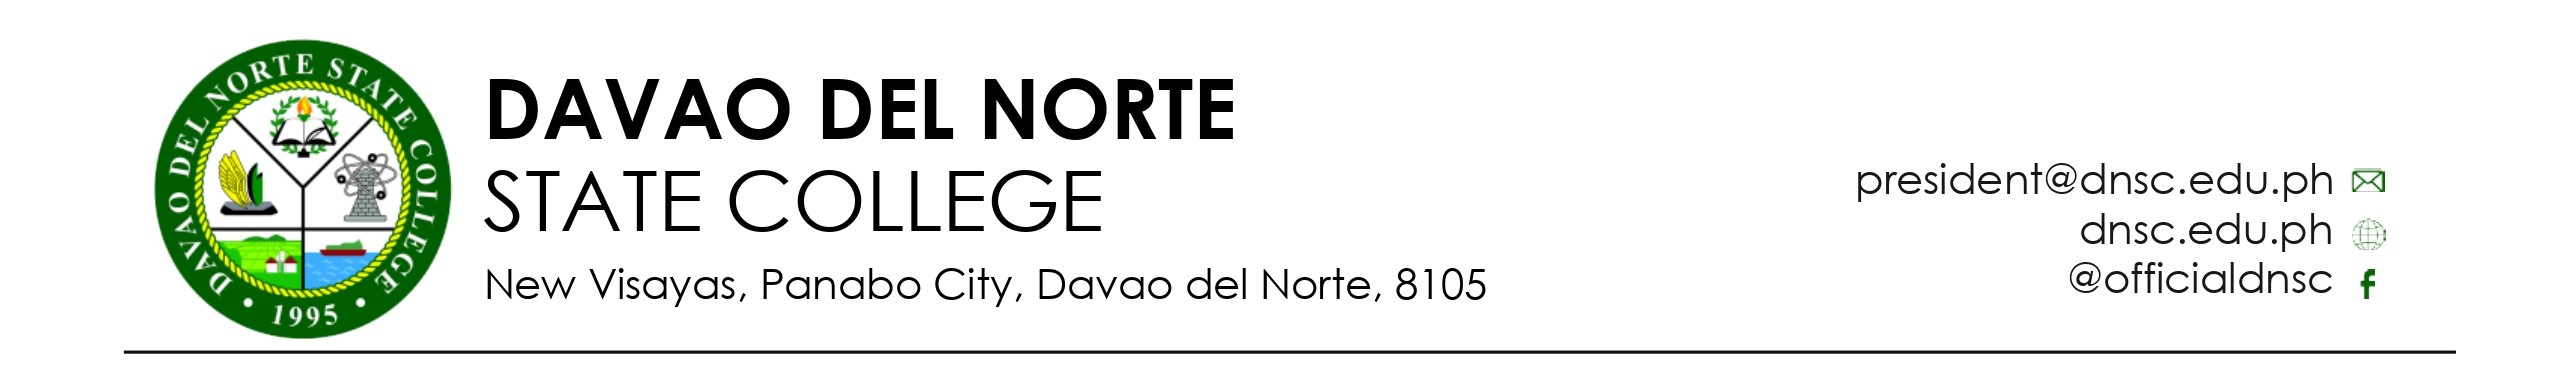 DAVAO DEL NORTE STATE COLLEGE
• 1995 •
DAVAO DEL NORTE
STATE COLLEGE
New Visayas, Panabo City, Davao del Norte, 8105
president@dnsc.edu.ph
dnsc.edu.ph
@officialdnsc